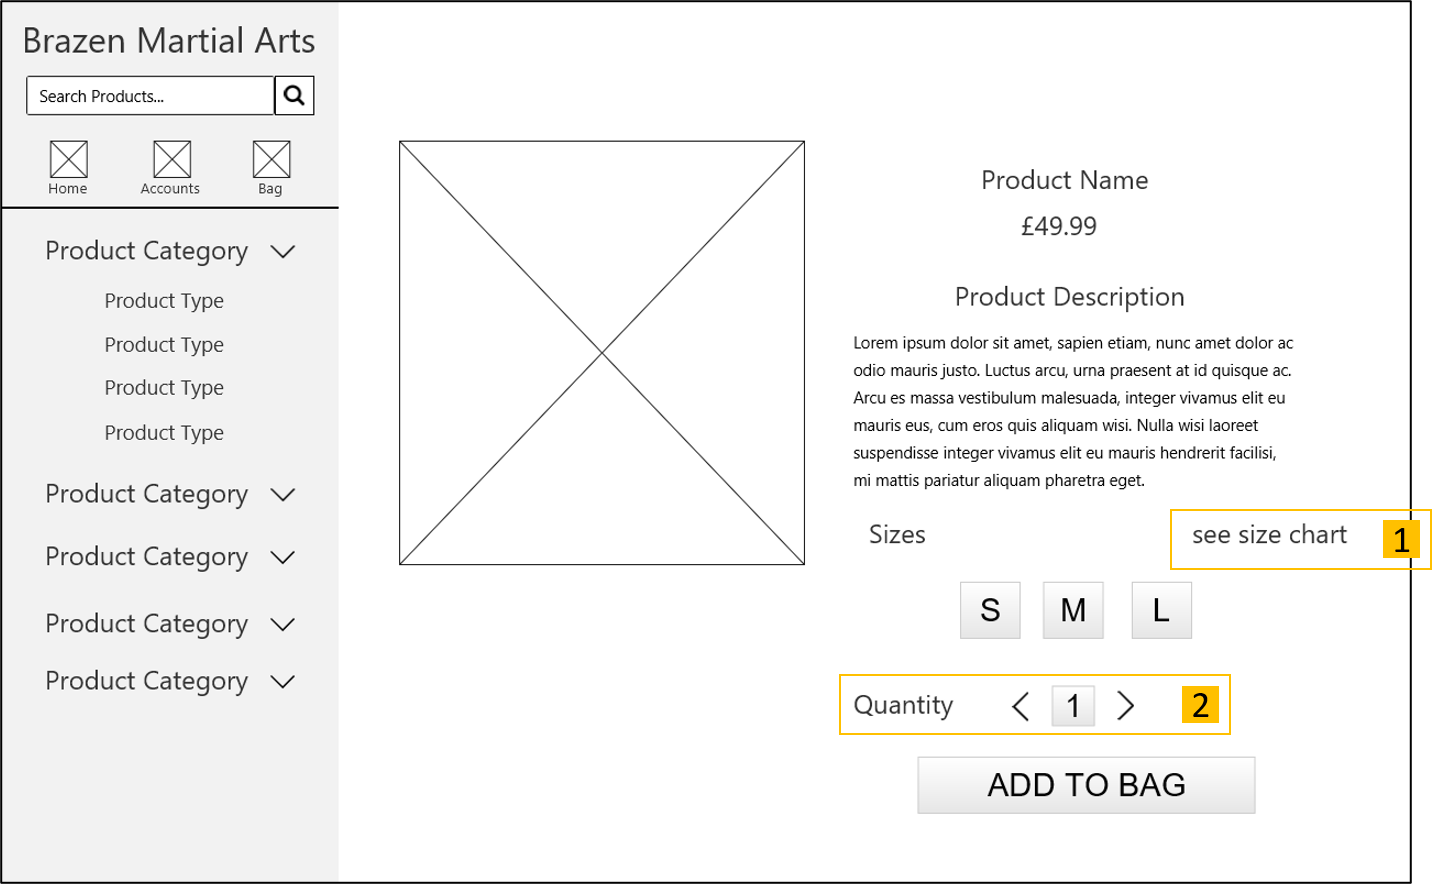 Brazen Martial Arts
Search Products...
Home
Accounts
Bag
Product Category
Product Type
Product Type
Product Type
Product Type
Product Category
Product Category
Product Category
Product Category
Product Name
£49.99
Product Description
Lorem ipsum dolor sit amet, sapien etiam, nunc amet dolor ac
odio mauris justo. Luctus arcu, urna praesent at id quisque ac.
Arcu es massa vestibulum malesuada, integer vivamus elit eu
mauris eus, cum eros quis aliquam wisi. Nulla wisi laoreet
suspendisse integer vivamus elit eu mauris hendrerit facilisi,
mi mattis pariatur aliquam pharetra eget.
Sizes see size chart 1
S M L
Quantity 1 2
ADD TO BAG